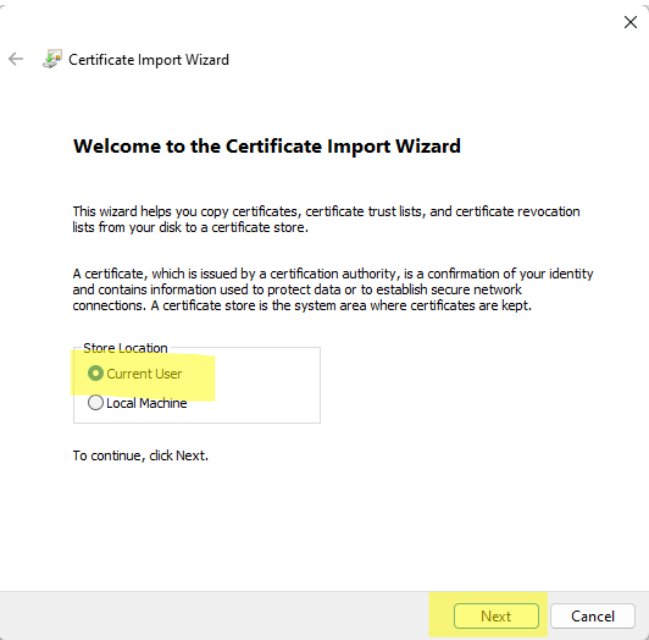 Certificate Import Wizard
Welcome to the Certificate Import Wizard
This wizard helps you copy certificates, certificate trust lists, and certificate revocation
lists from your disk to a certificate store.
A certificate, which is issued by a certification authority, is a confirmation of your identity
and contains information used to protect data or to establish secure network
connections. A certificate store is the system area where certificates are kept.
Store Location
Current User
Local Machine
To continue, click Next.
Next
Cancel